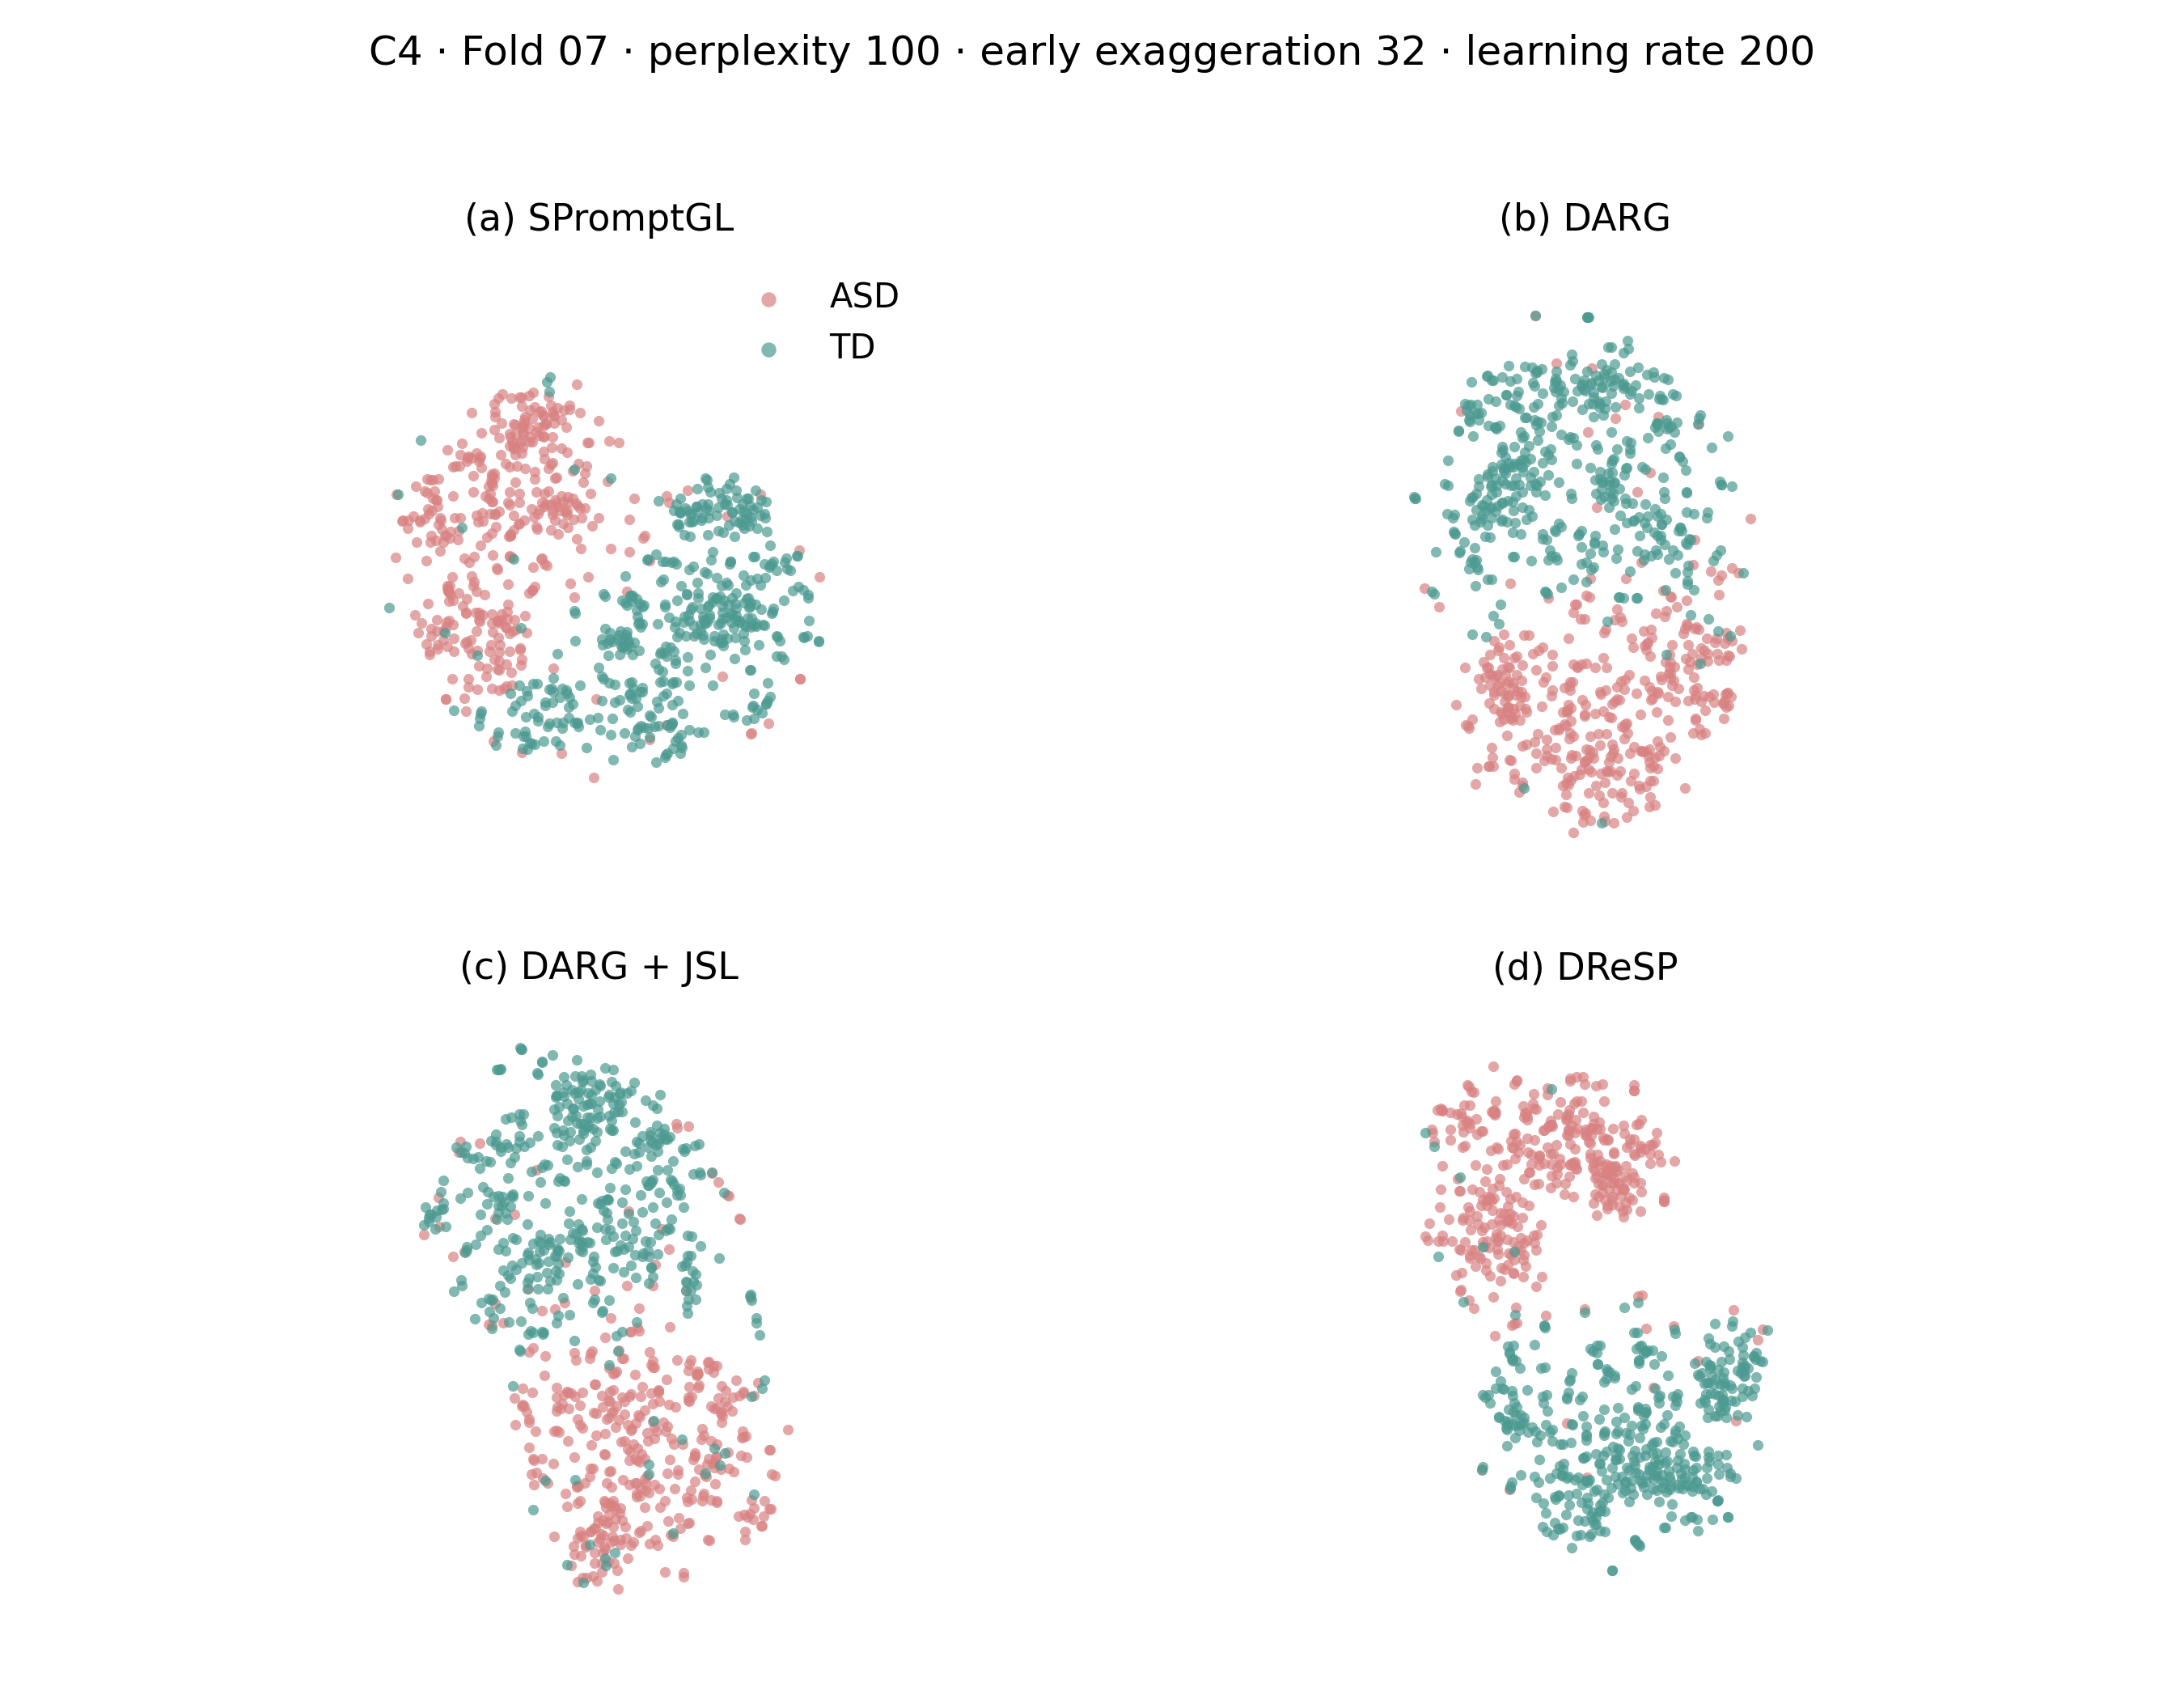 C4 · Fold 07 · perplexity 100 · early exaggeration 32 · learning rate 200
(a) SPromptGL
(b) DARG
ASD
TD
(c) DARG + JSL
(d) DReSP